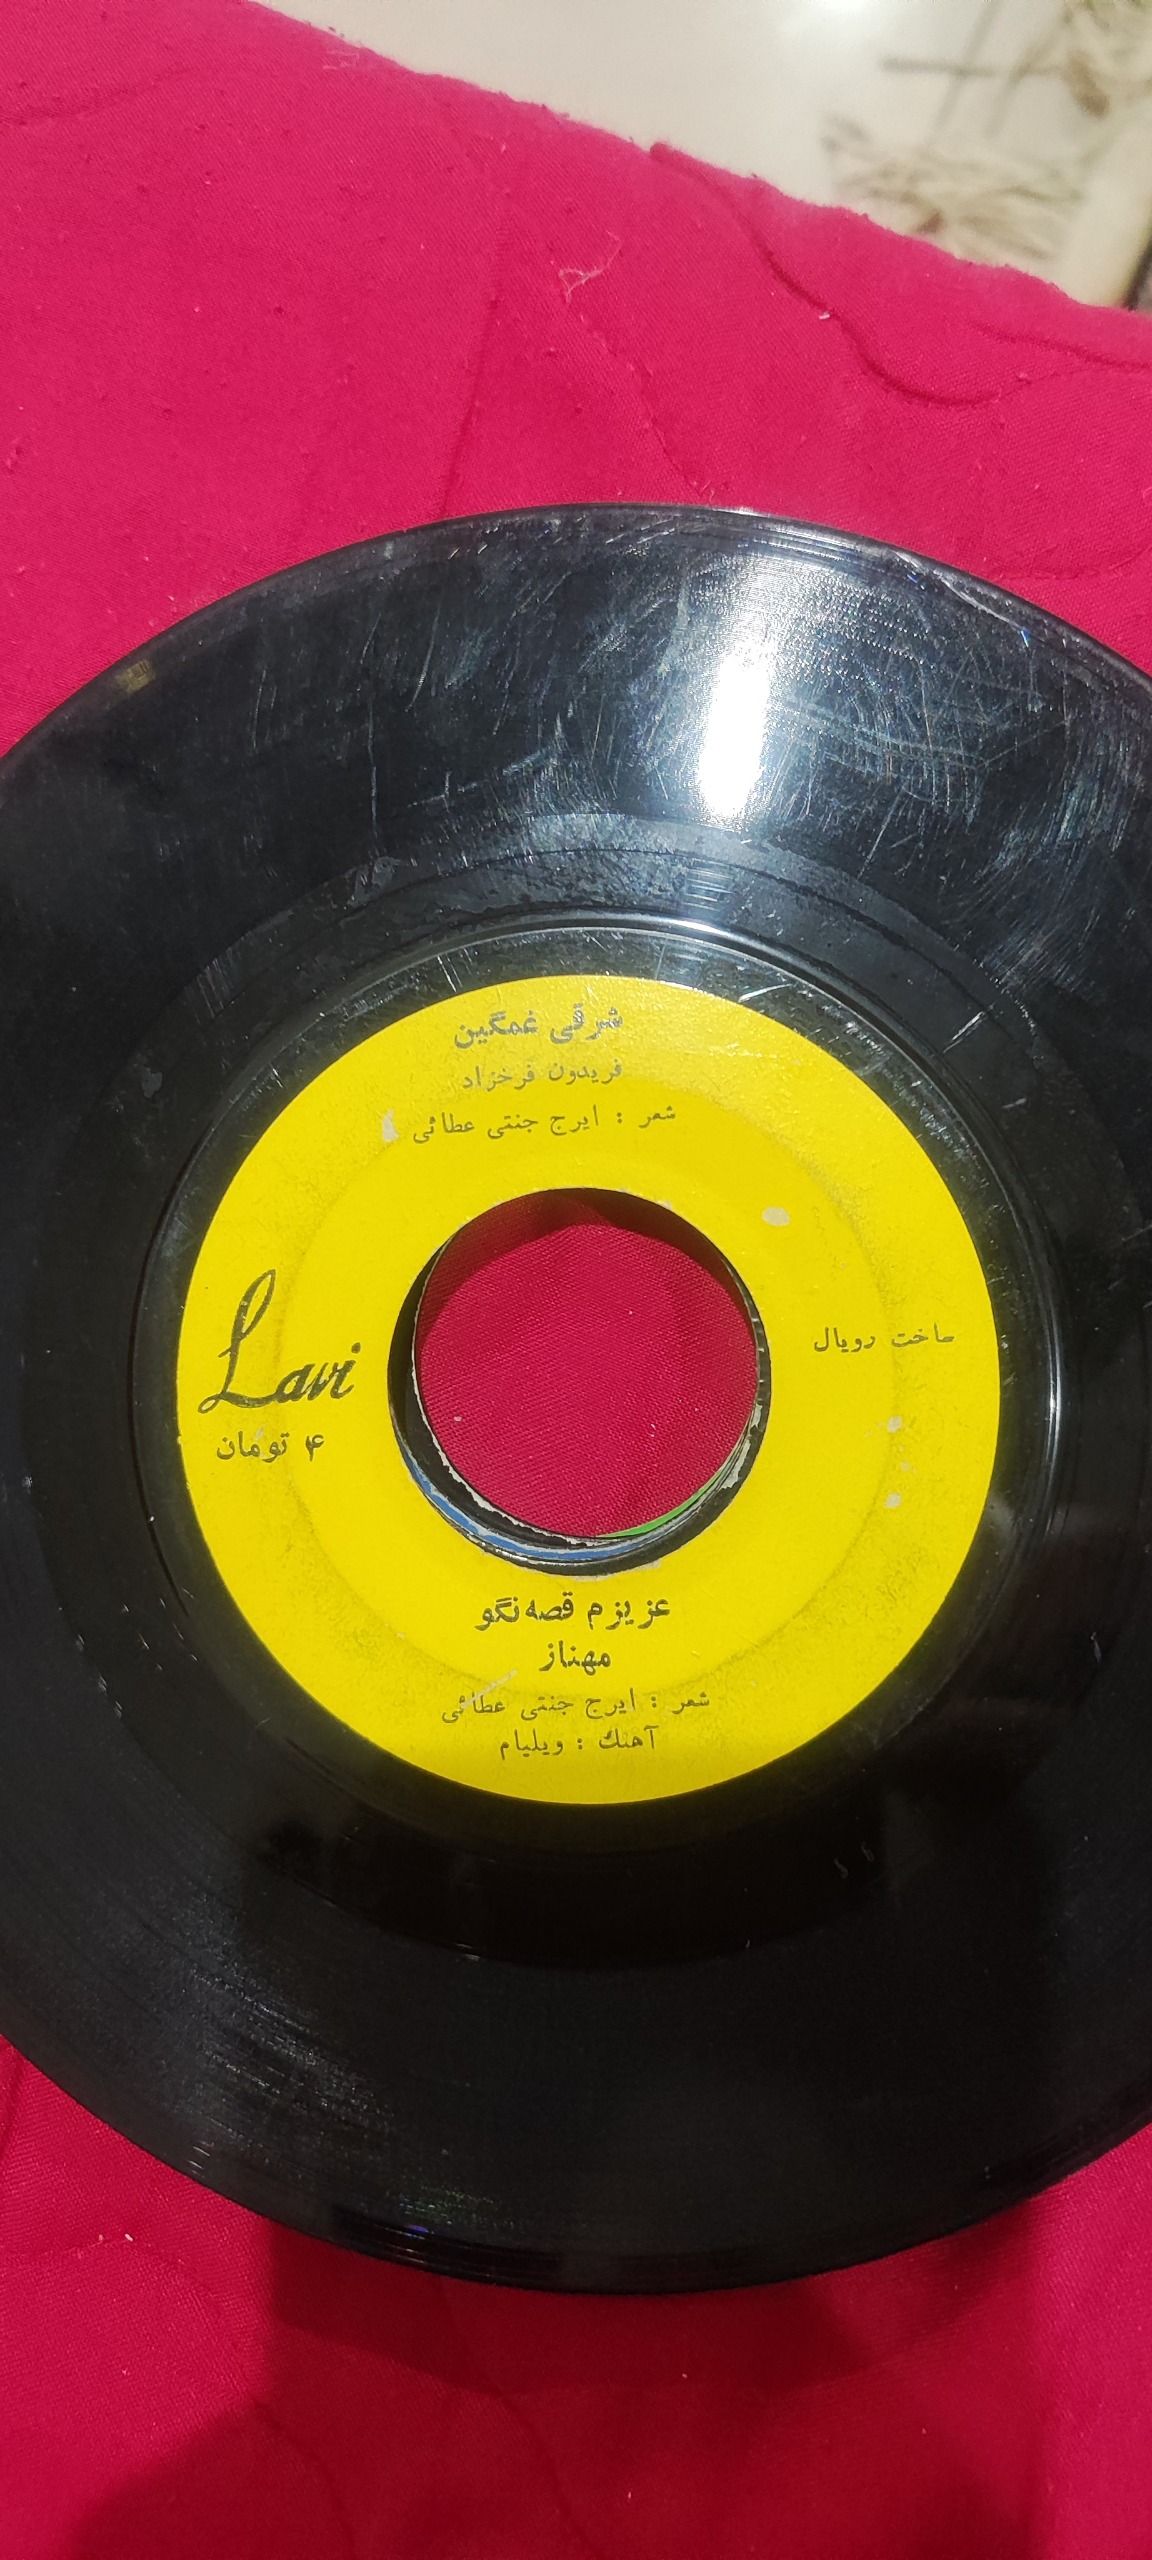 شرقی غمگین
فریدون فرخزاد
شعر : ایرج جنتی عطائی
ساخت رویال
Lavi
۴ تومان
عزیزم قصه نگو
مهناز
شعر : ایرج جنتی عطائی
آهنگ : ویلیام